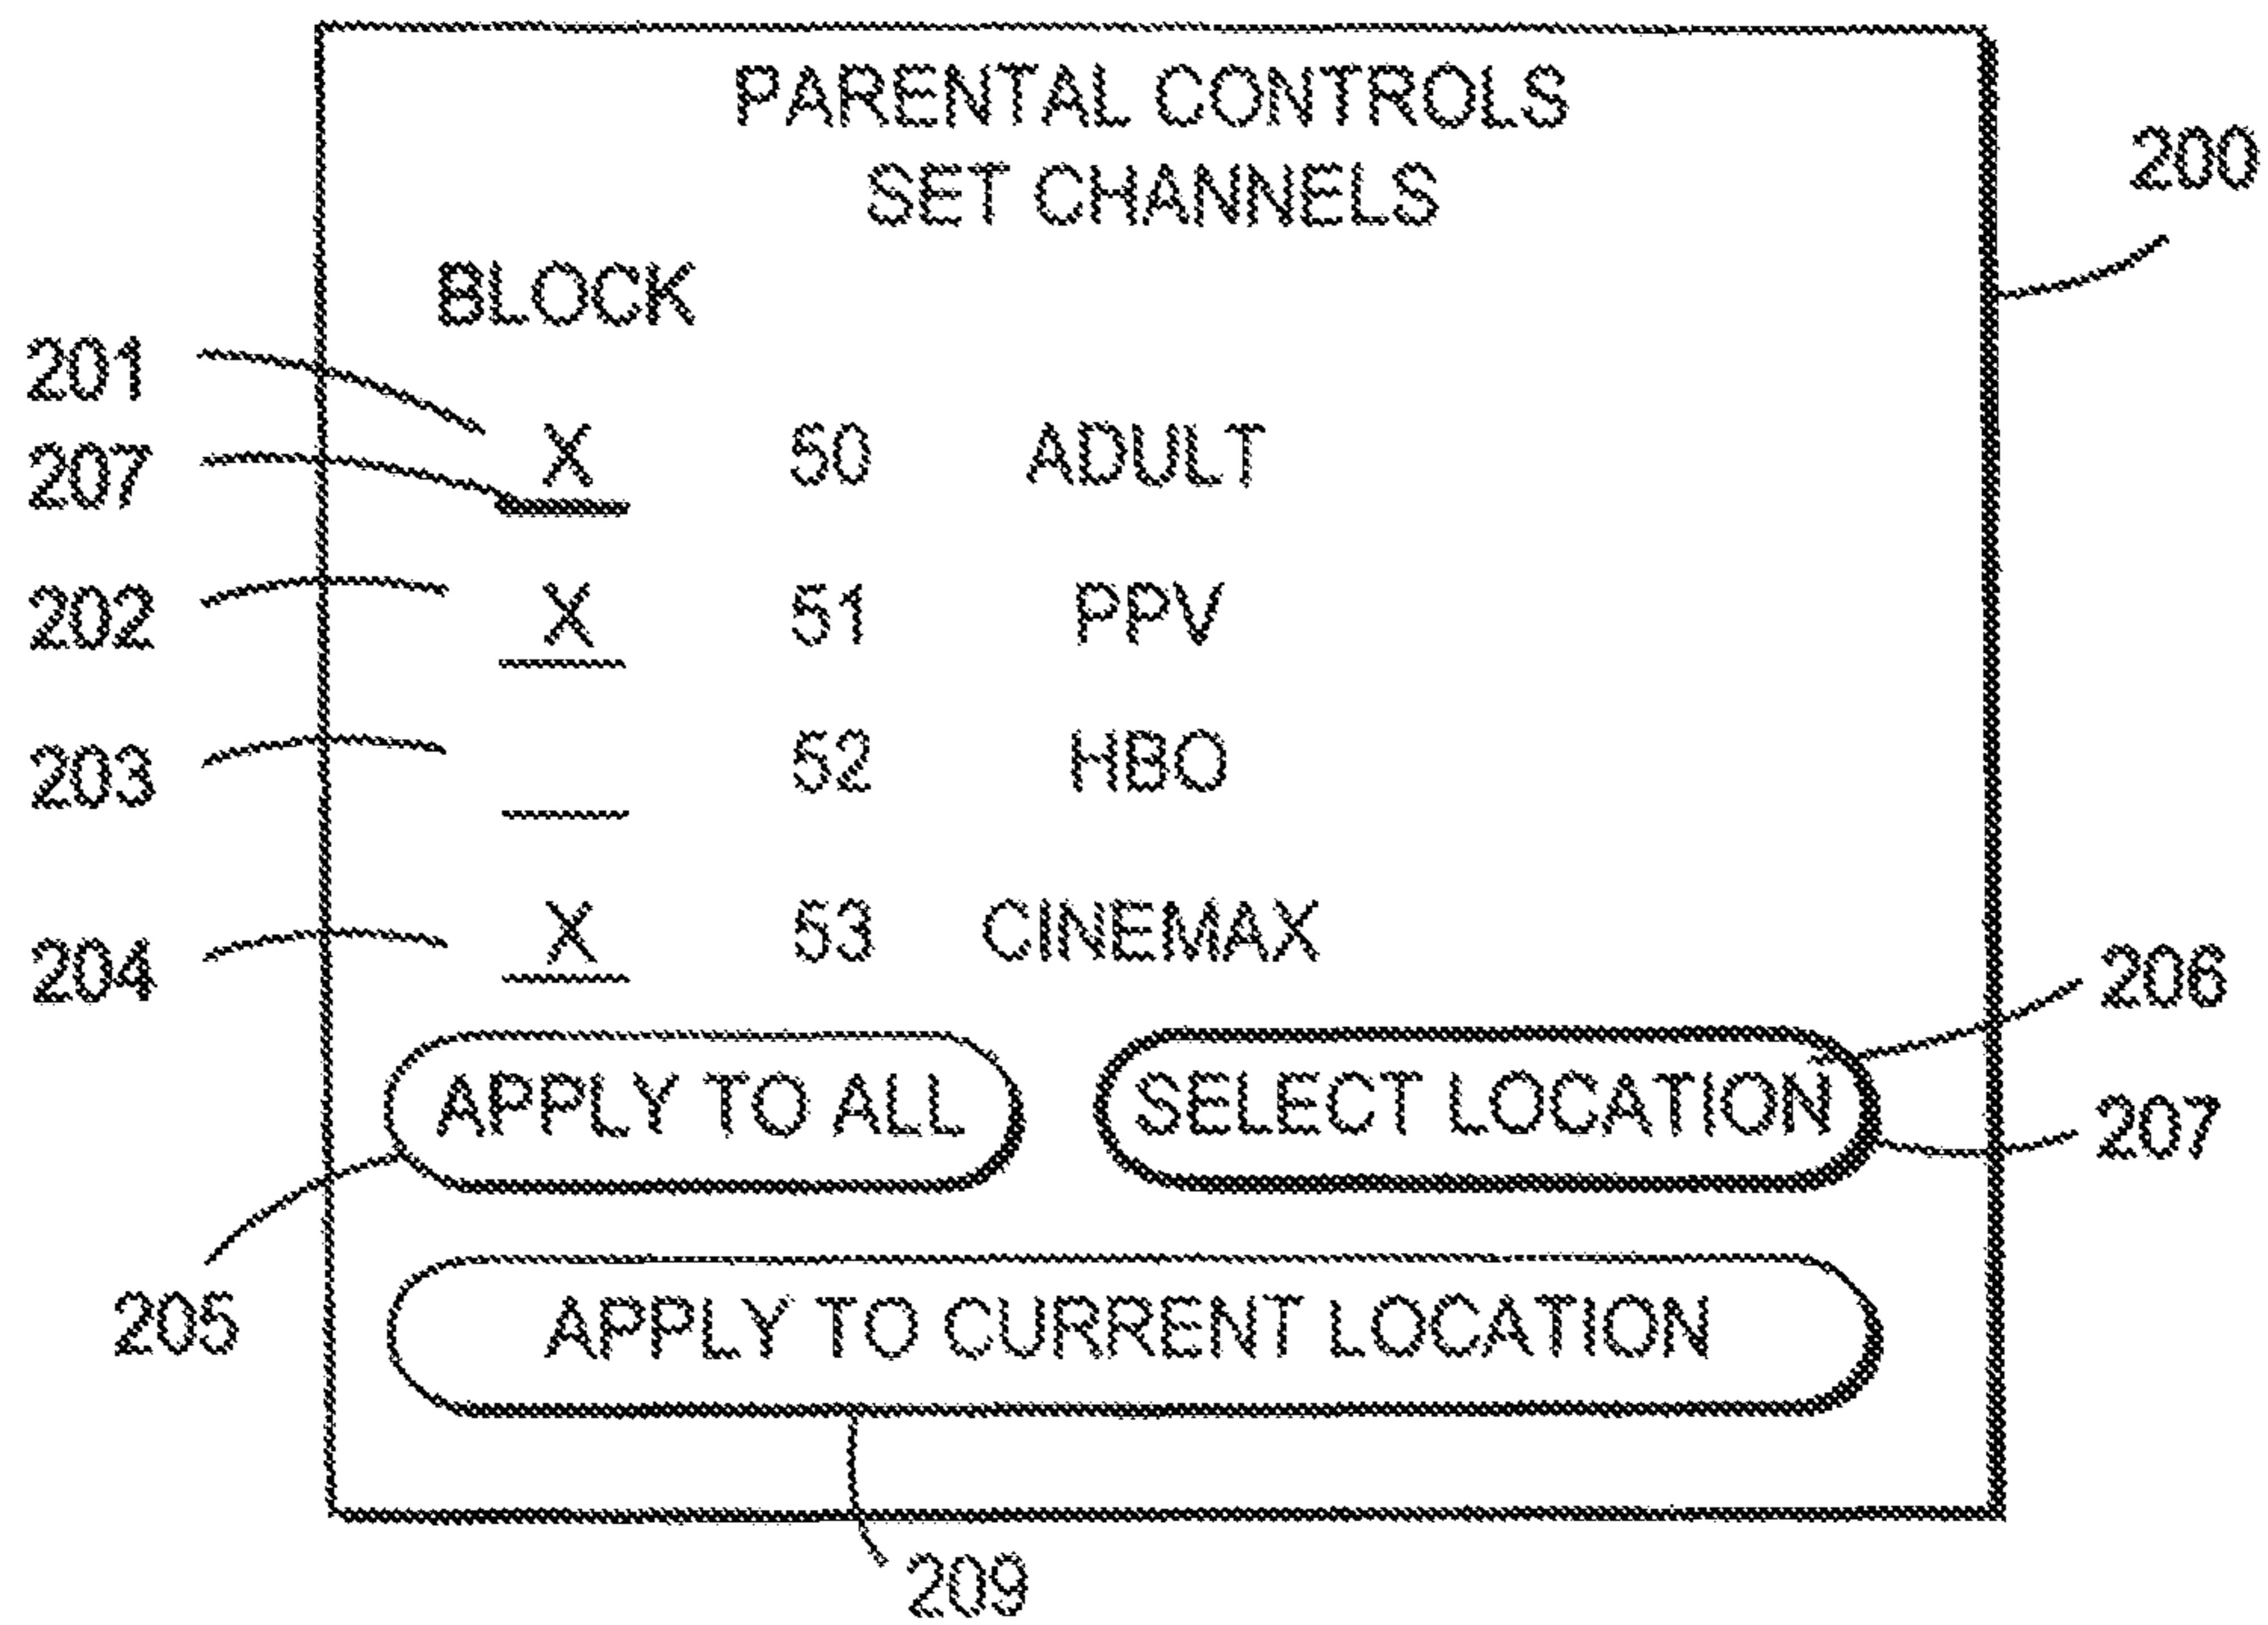 PARENTAL CONTROLS
SET CHANNELS
200
BLOCK
201
X 50 ADULT
207
202 X 51 PPV
203 52 HBO
204 X 53 CINEMAX
206
APPLY TO ALL SELECT LOCATION
207
205
APPLY TO CURRENT LOCATION
209